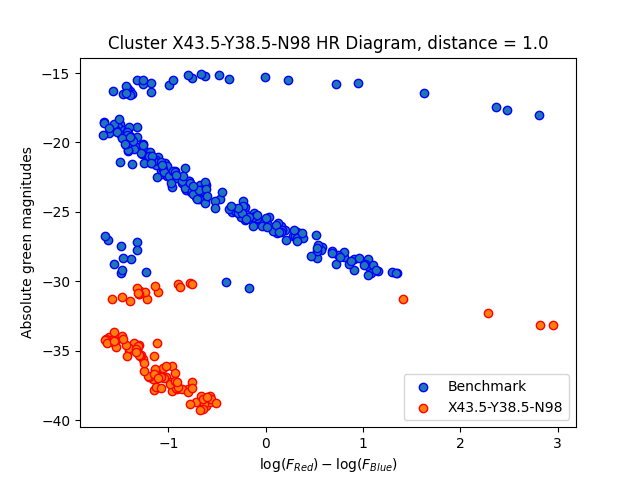 Cluster X43.5-Y38.5-N98 HR Diagram, distance = 1.0
Absolute green magnitudes
−15
−20
−25
−30
−35
−40
−1
0
1
2
3
log(F_Red) − log(F_Blue)
Benchmark
X43.5-Y38.5-N98